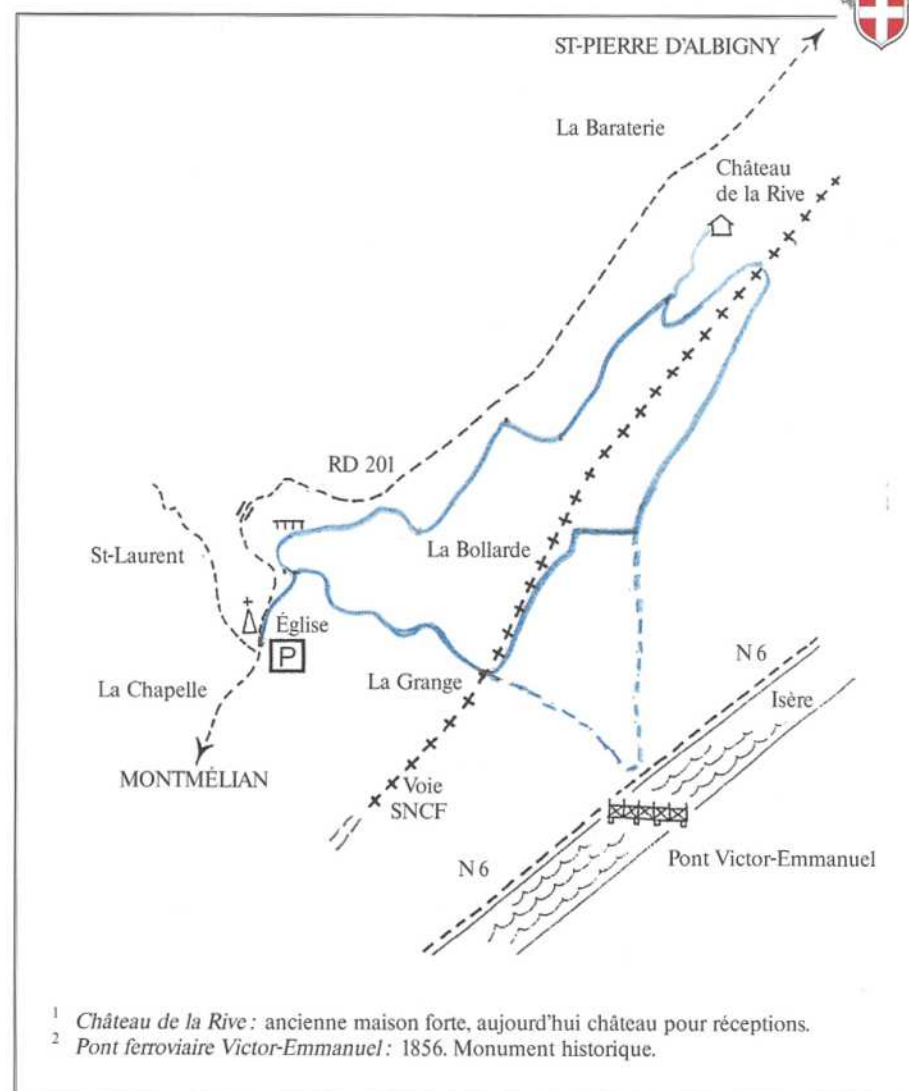 ST-PIERRE D'ALBIGNY
La Baraterie
Château
de la Rive
RD 201
St-Laurent
La Bollarde
Église
P
La Chapelle
La Grange
N 6
Isère
MONTMÉLIAN
Voie
SNCF
Pont Victor-Emmanuel
N 6
1 Château de la Rive : ancienne maison forte, aujourd'hui château pour réceptions.
2 Pont ferroviaire Victor-Emmanuel : 1856. Monument historique.